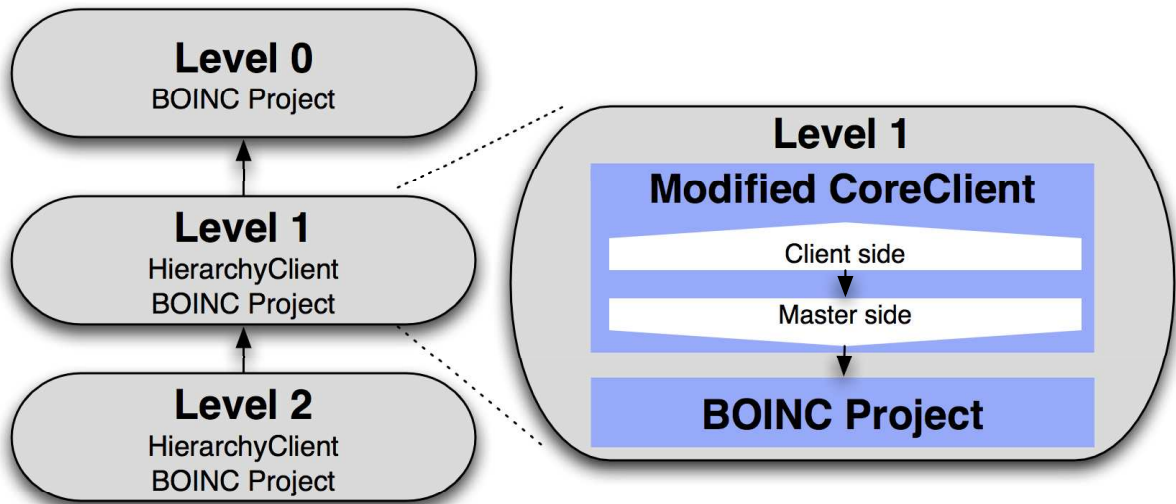 Level 0
BOINC Project
Level 1
HierarchyClient
BOINC Project
Level 2
HierarchyClient
BOINC Project
Level 1
Modified CoreClient
Client side
Master side
BOINC Project